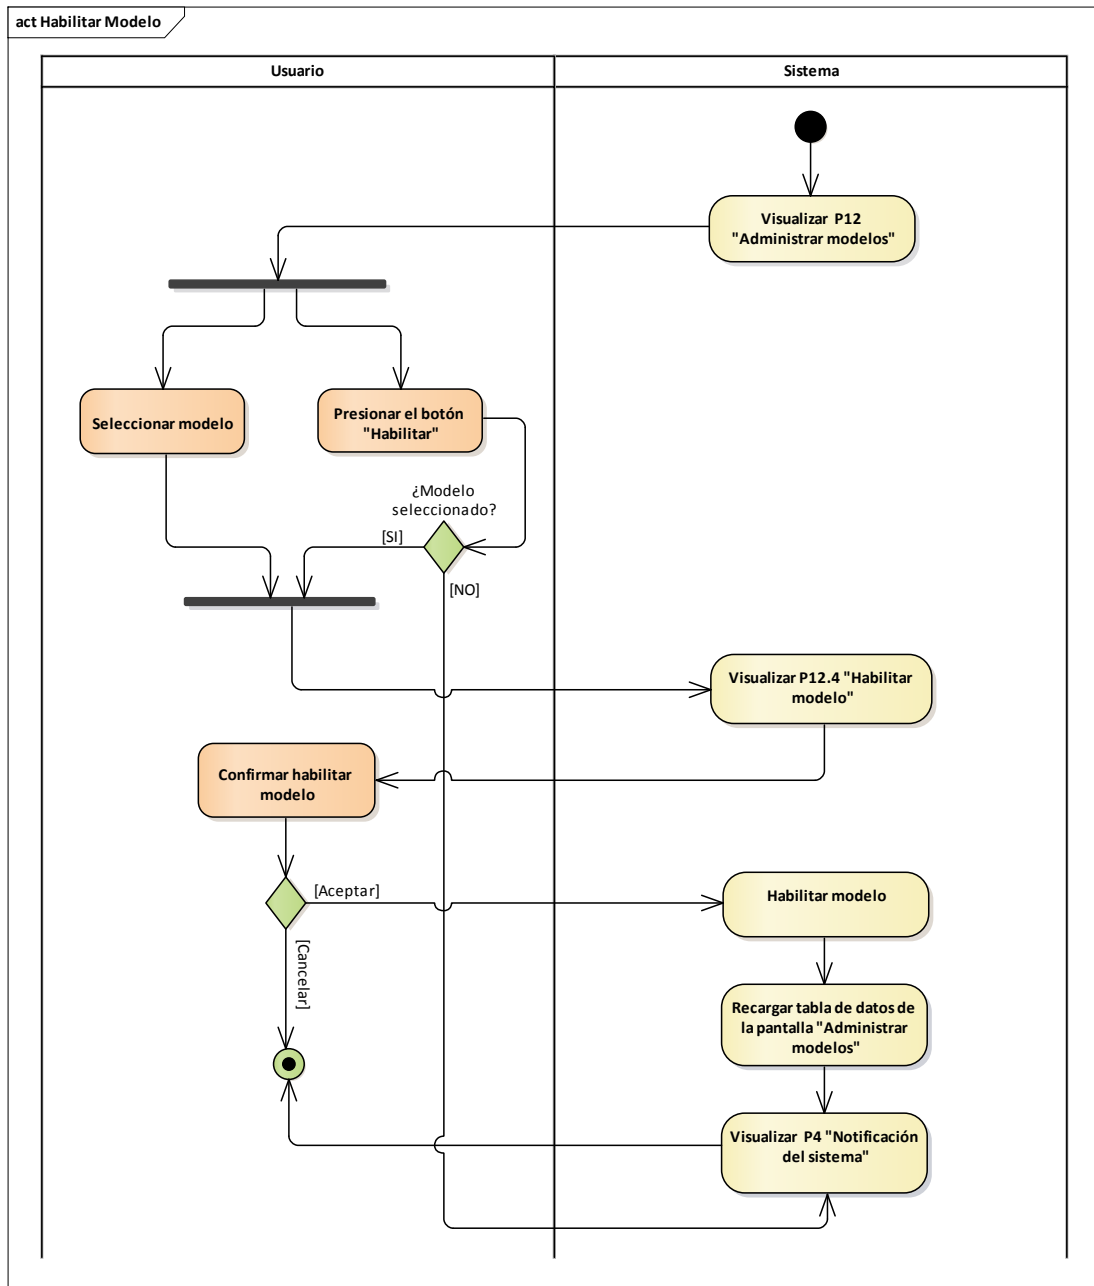 act Habilitar Modelo
Usuario
Sistema
Visualizar P12
"Administrar modelos"
Seleccionar modelo
Presionar el botón
"Habilitar"
¿Modelo
seleccionado?
[SI]
[NO]
Visualizar P12.4 "Habilitar
modelo"
Confirmar habilitar
modelo
[Aceptar]
Habilitar modelo
[Cancelar]
Recargar tabla de datos de
la pantalla "Administrar
modelos"
Visualizar P4 "Notificación
del sistema"